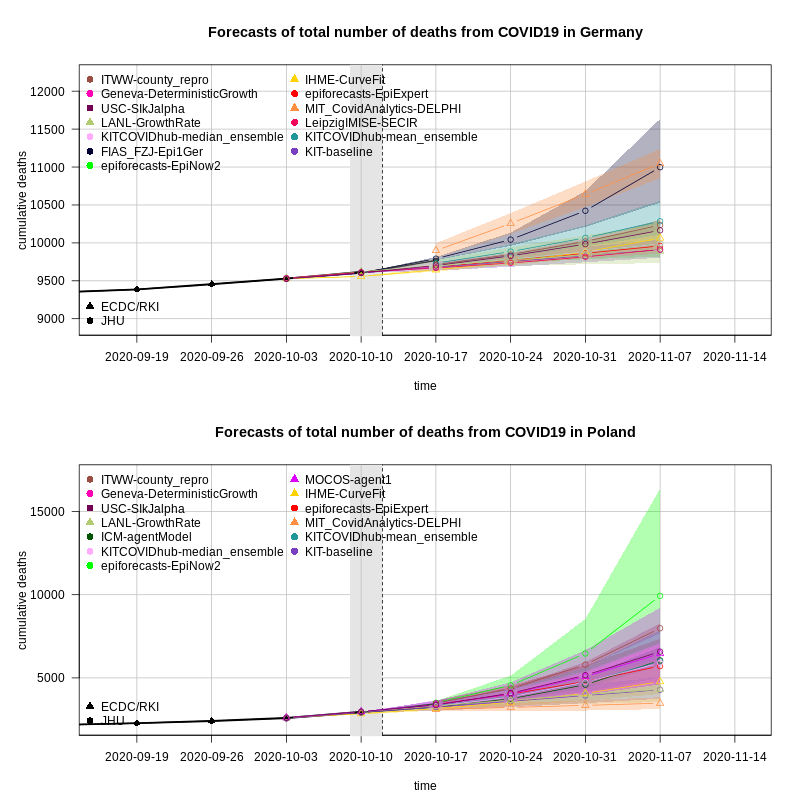 Forecasts of total number of deaths from COVID19 in Germany
cumulative deaths
12000
11500
11000
10500
10000
9500
9000
ITWW-county_repro
Geneva-DeterministicGrowth
USC-SIkJalpha
LANL-GrowthRate
KITCOVIDhub-median_ensemble
FIAS_FZJ-Epi1Ger
epiforecasts-EpiNow2
IHME-CurveFit
epiforecasts-EpiExpert
MIT_CovidAnalytics-DELPHI
LeipzigIMISE-SECIR
KITCOVIDhub-mean_ensemble
KIT-baseline
ECDC/RKI
JHU
2020-09-19 2020-09-26 2020-10-03 2020-10-10 2020-10-17 2020-10-24 2020-10-31 2020-11-07 2020-11-14
time
Forecasts of total number of deaths from COVID19 in Poland
cumulative deaths
15000
10000
5000
ITWW-county_repro
Geneva-DeterministicGrowth
USC-SIkJalpha
LANL-GrowthRate
ICM-agentModel
KITCOVIDhub-median_ensemble
epiforecasts-EpiNow2
MOCOS-agent1
IHME-CurveFit
epiforecasts-EpiExpert
MIT_CovidAnalytics-DELPHI
KITCOVIDhub-mean_ensemble
KIT-baseline
ECDC/RKI
JHU
2020-09-19 2020-09-26 2020-10-03 2020-10-10 2020-10-17 2020-10-24 2020-10-31 2020-11-07 2020-11-14
time